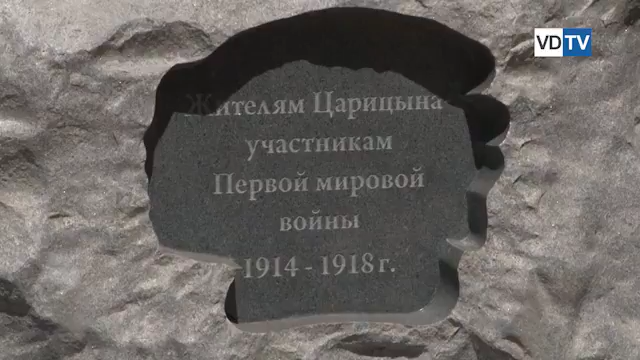 VDTV
Жителям Царицына
участникам
Первой мировой
войны
1914 - 1918 г.